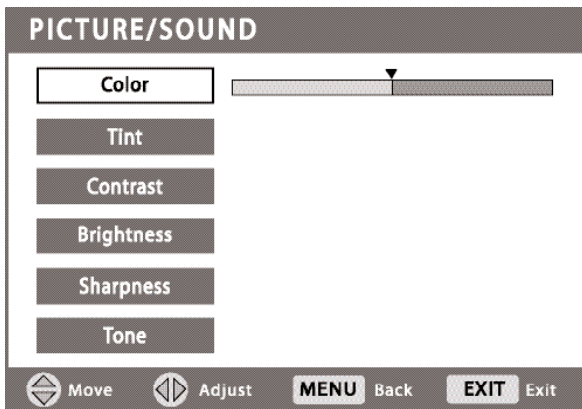 PICTURE/SOUND
Color
Tint
Contrast
Brightness
Sharpness
Tone
Move Adjust MENU Back EXIT Exit